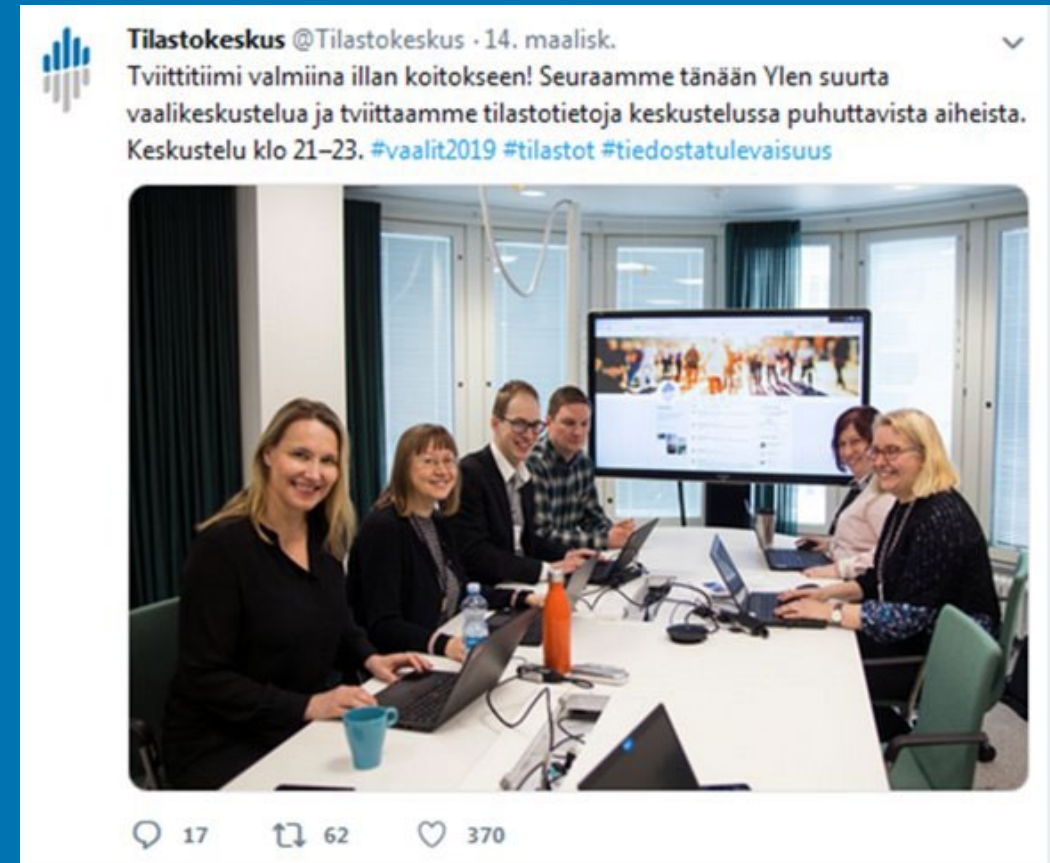 Tilastokeskus @Tilastokeskus · 14. maalisk.
Tviittitiimi valmiina illan koitokseen! Seuraamme tänään Ylen suurta
vaalikeskustelua ja tviittaamme tilastotietoja keskustelussa puhuttavista aiheista.
Keskustelu klo 21–23. #vaalit2019 #tilastot #tiedostatulevaisuus
17 62 370